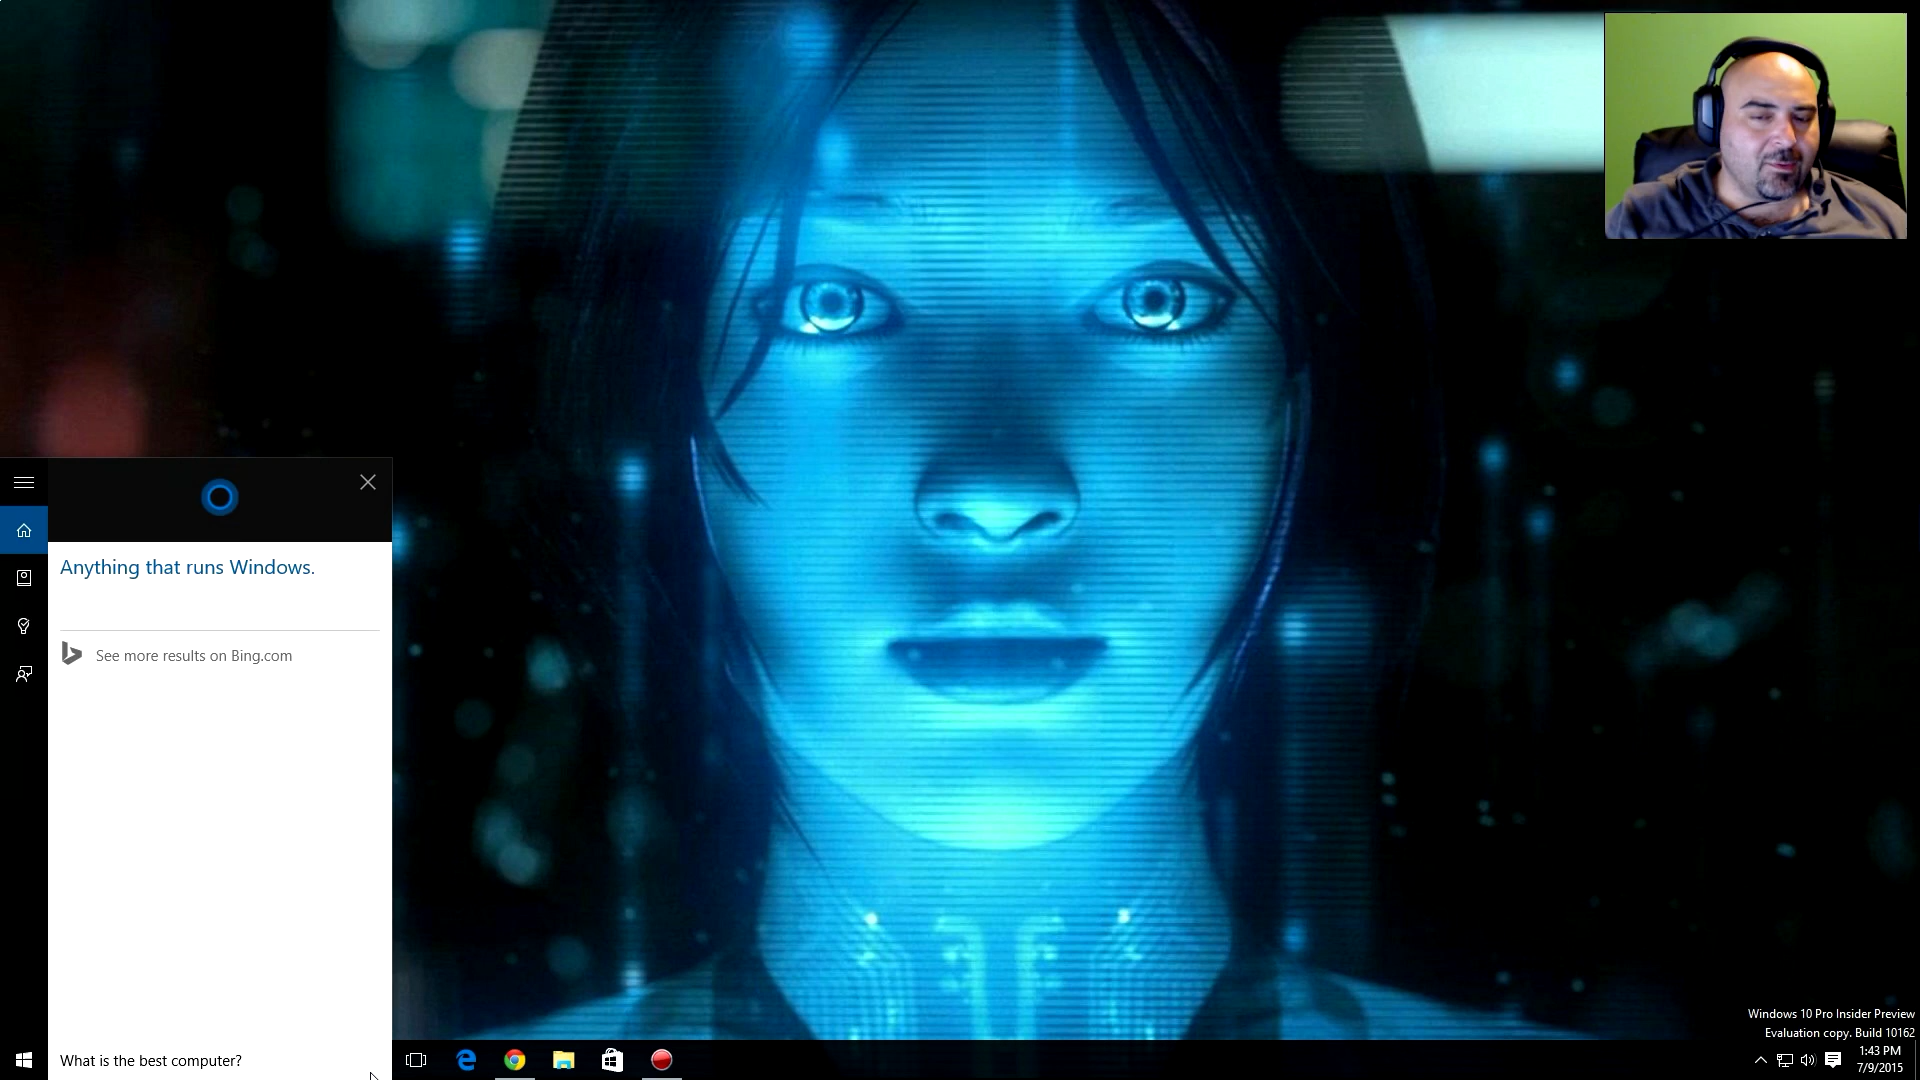 Anything that runs Windows.
See more results on Bing.com
What is the best computer?
Windows 10 Pro Insider Preview
Evaluation copy. Build 10162
1:43 PM
7/9/2015